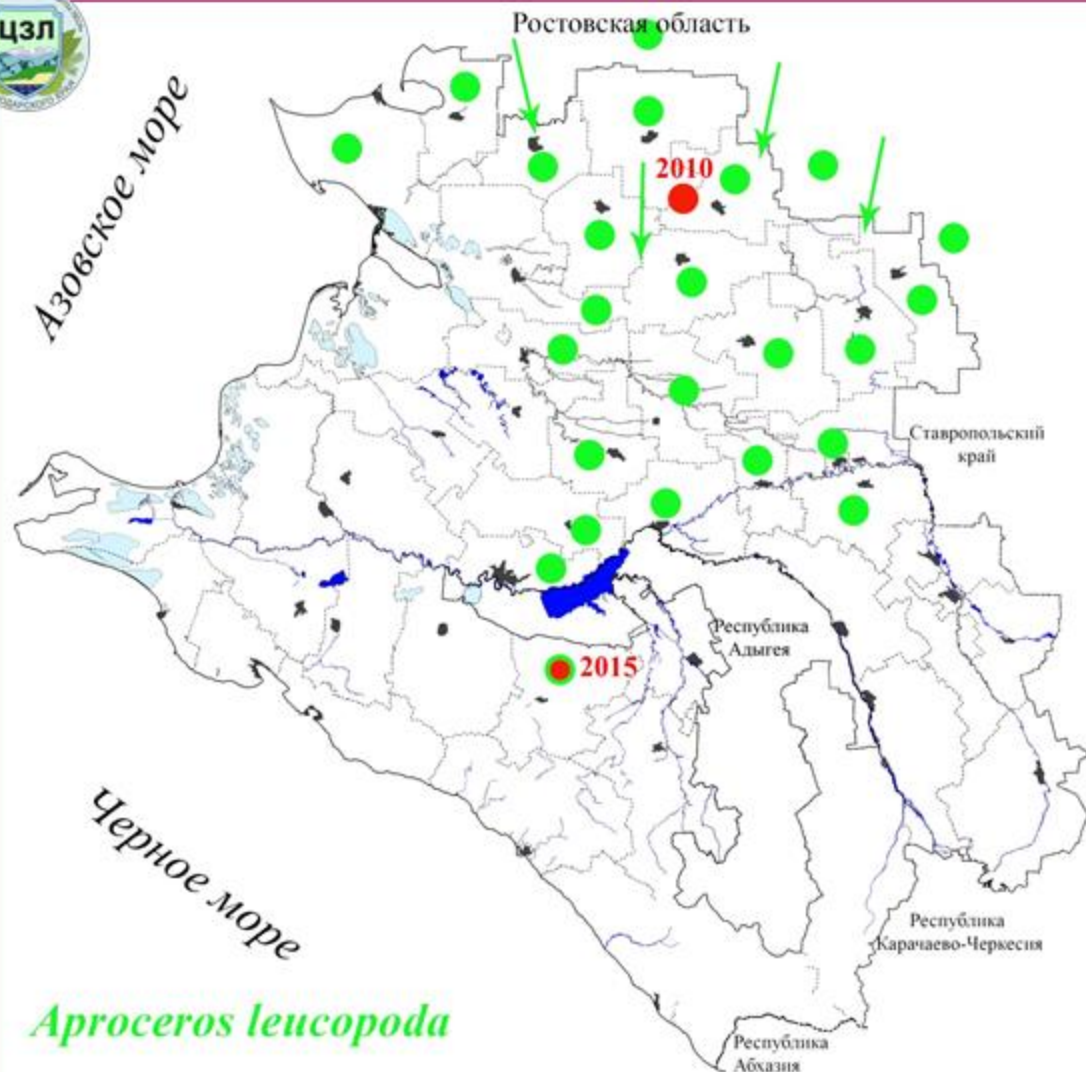 ЦЗЛ
Ростовская область
Азовское море
2010
Ставропольский
край
Республика
Адыгея
2015
Черное море
Республика
Карачаево-Черкесия
Aproceros leucopoda
Республика
Абхазия